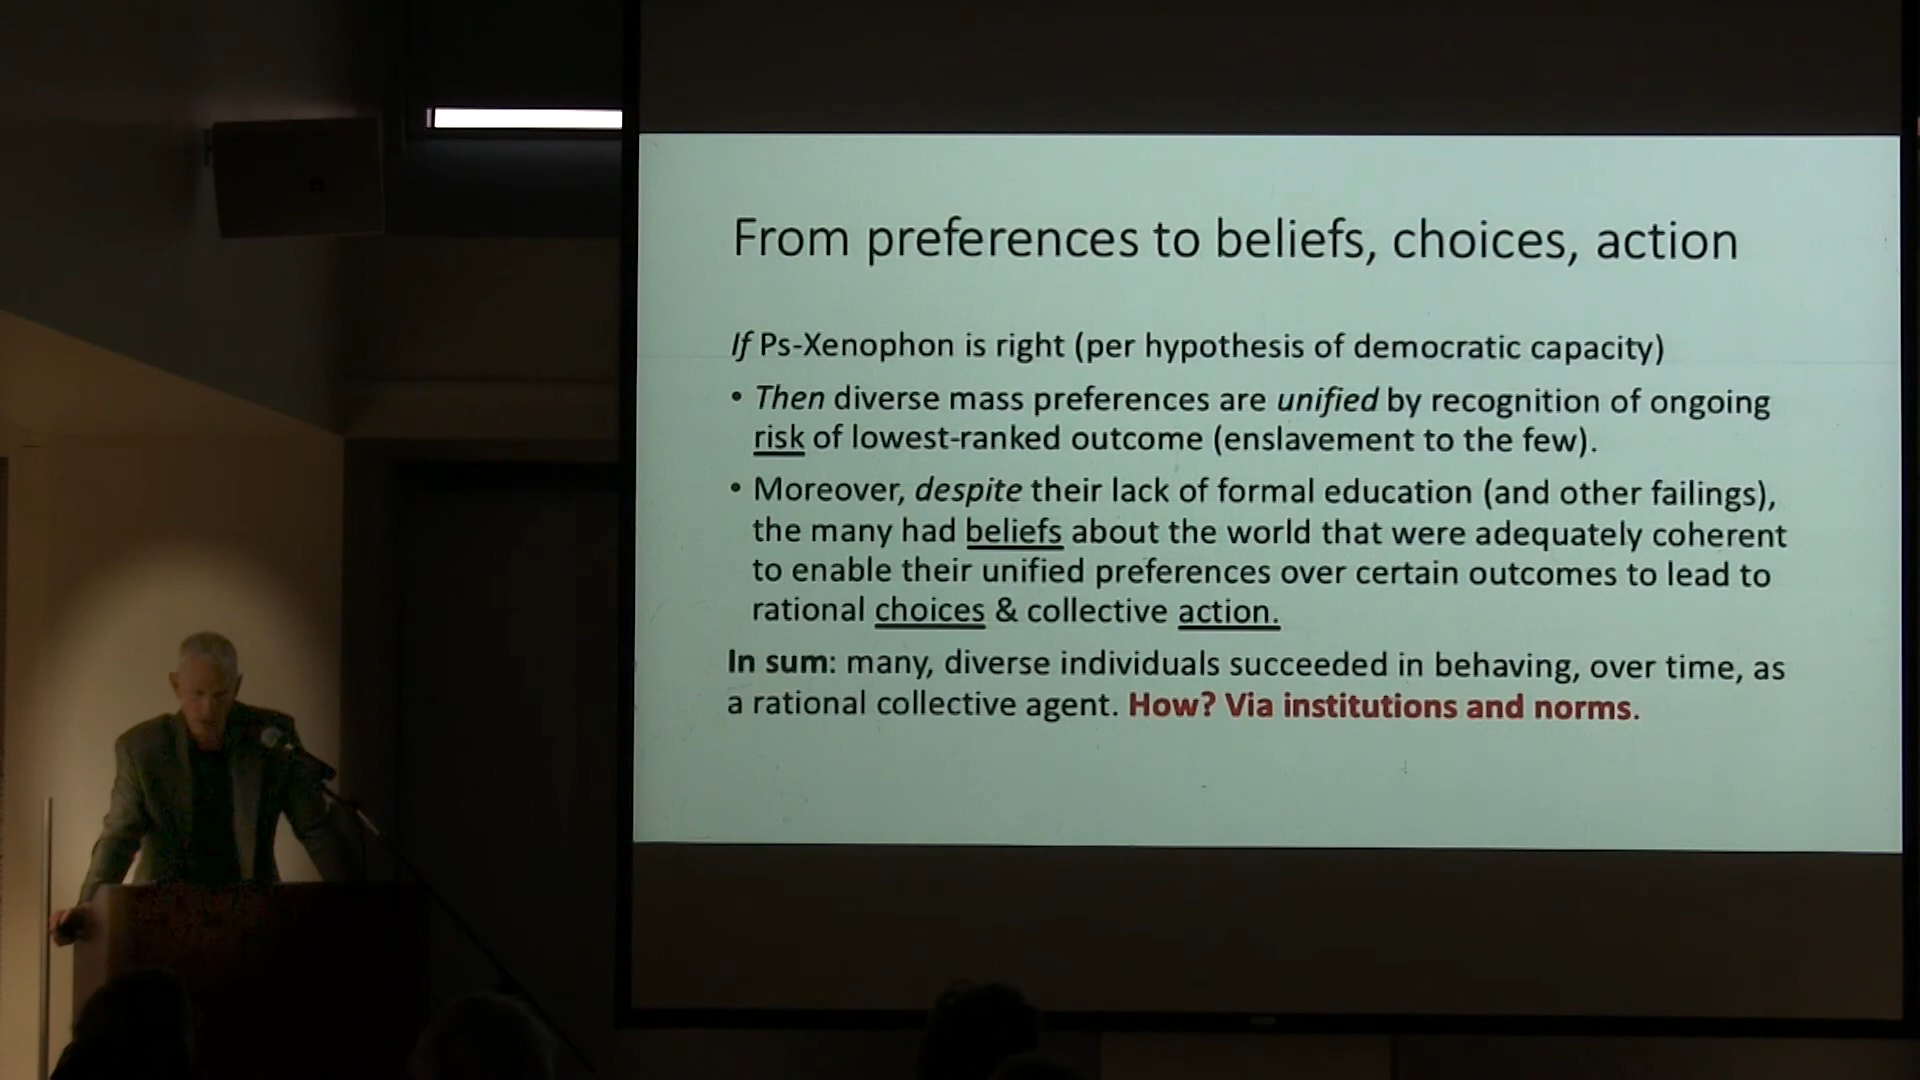 From preferences to beliefs, choices, action
If Ps-Xenophon is right (per hypothesis of democratic capacity)
• Then diverse mass preferences are unified by recognition of ongoing
risk of lowest-ranked outcome (enslavement to the few).
• Moreover, despite their lack of formal education (and other failings),
the many had beliefs about the world that were adequately coherent
to enable their unified preferences over certain outcomes to lead to
rational choices & collective action.
In sum: many, diverse individuals succeeded in behaving, over time, as
a rational collective agent. How? Via institutions and norms.